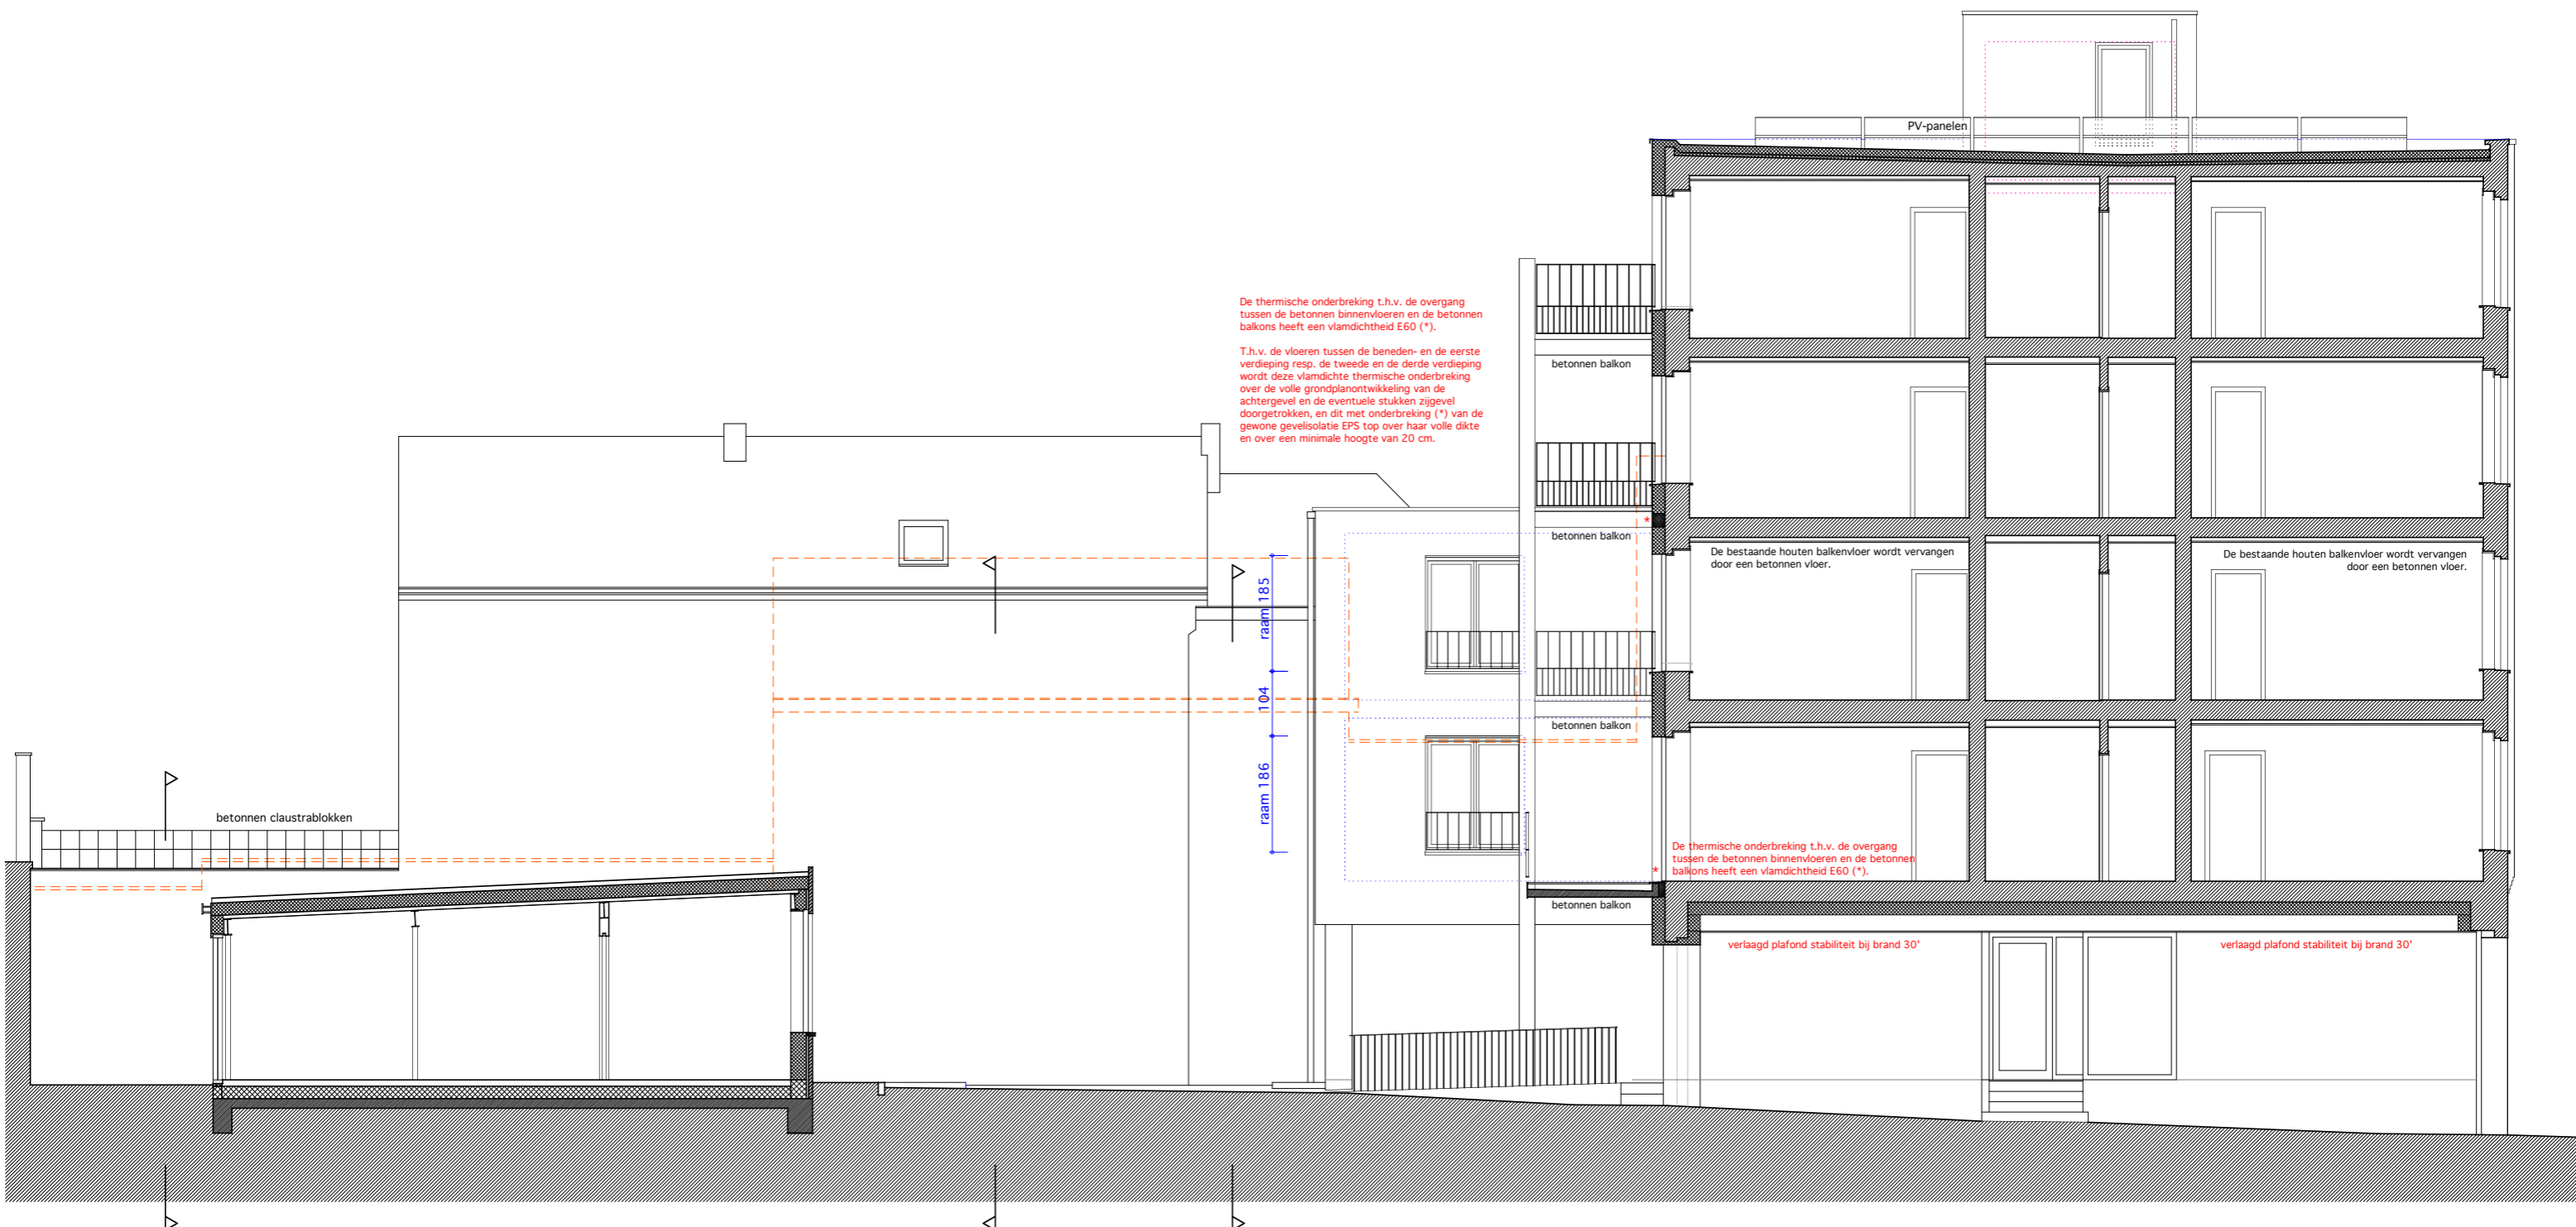 PV-panelen
De thermische onderbreking t.h.v. de overgang
tussen de betonnen binnenvloeren en de betonnen
balkons heeft een vlamdichtheid E60 (*).
T.h.v. de vloeren tussen de beneden- en de eerste
verdieping resp. de tweede en de derde verdieping
wordt deze vlamdichte thermische onderbreking
over de volle grondplanontwikkeling van de
achtergevel en de eventuele stukken zijgevel
doorgetrokken, en dit met onderbreking (*) van de
gewone gevelisolatie EPS top over haar volle dikte
en over een minimale hoogte van 20 cm.
betonnen balkon
*
betonnen balkon
De bestaande houten balkenvloer wordt vervangen
door een betonnen vloer.
De bestaande houten balkenvloer wordt vervangen
door een betonnen vloer.
raam 185
104
raam 186
betonnen balkon
betonnen claustrablokken
De thermische onderbreking t.h.v. de overgang
tussen de betonnen binnenvloeren en de betonnen
balkons heeft een vlamdichtheid E60 (*).
*
betonnen balkon
verlaagd plafond stabiliteit bij brand 30'
verlaagd plafond stabiliteit bij brand 30'